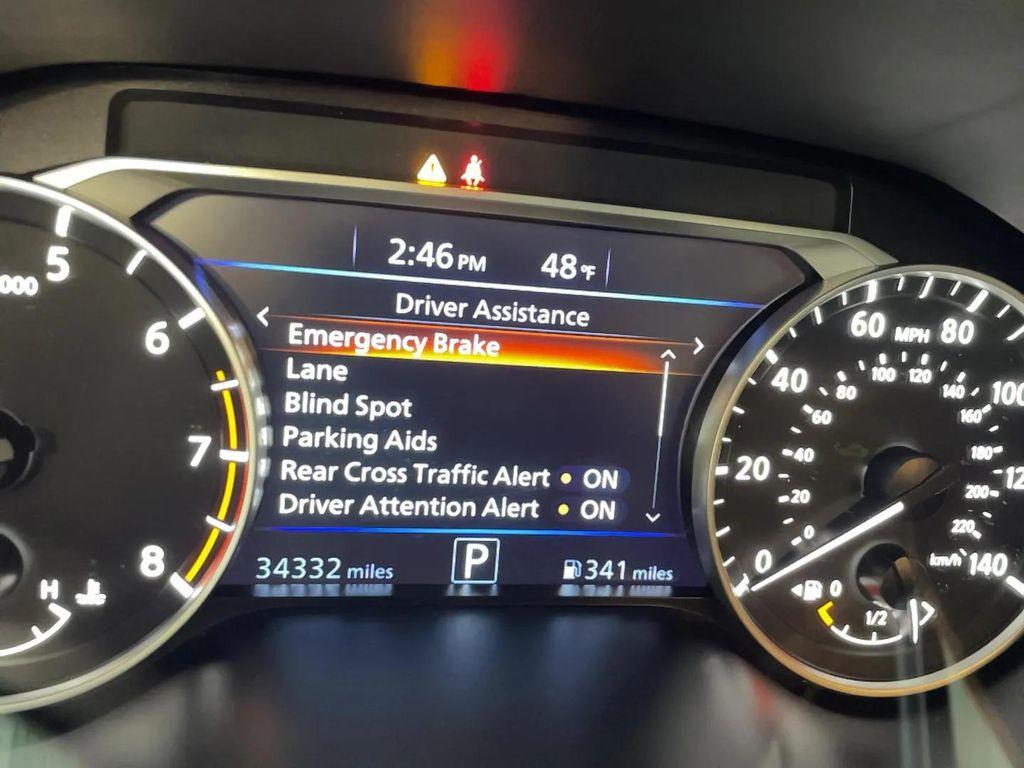 2:46 PM 48°F
Driver Assistance
Emergency Brake
Lane
Blind Spot
Parking Aids
Rear Cross Traffic Alert • ON
Driver Attention Alert • ON
34332 miles P 341 miles
5
000
6
7
8
H
60 MPH 80
40 100
20
0 140
80 100 120 140
60 160
40 180
20 200
0 220
km/h
0
1/2